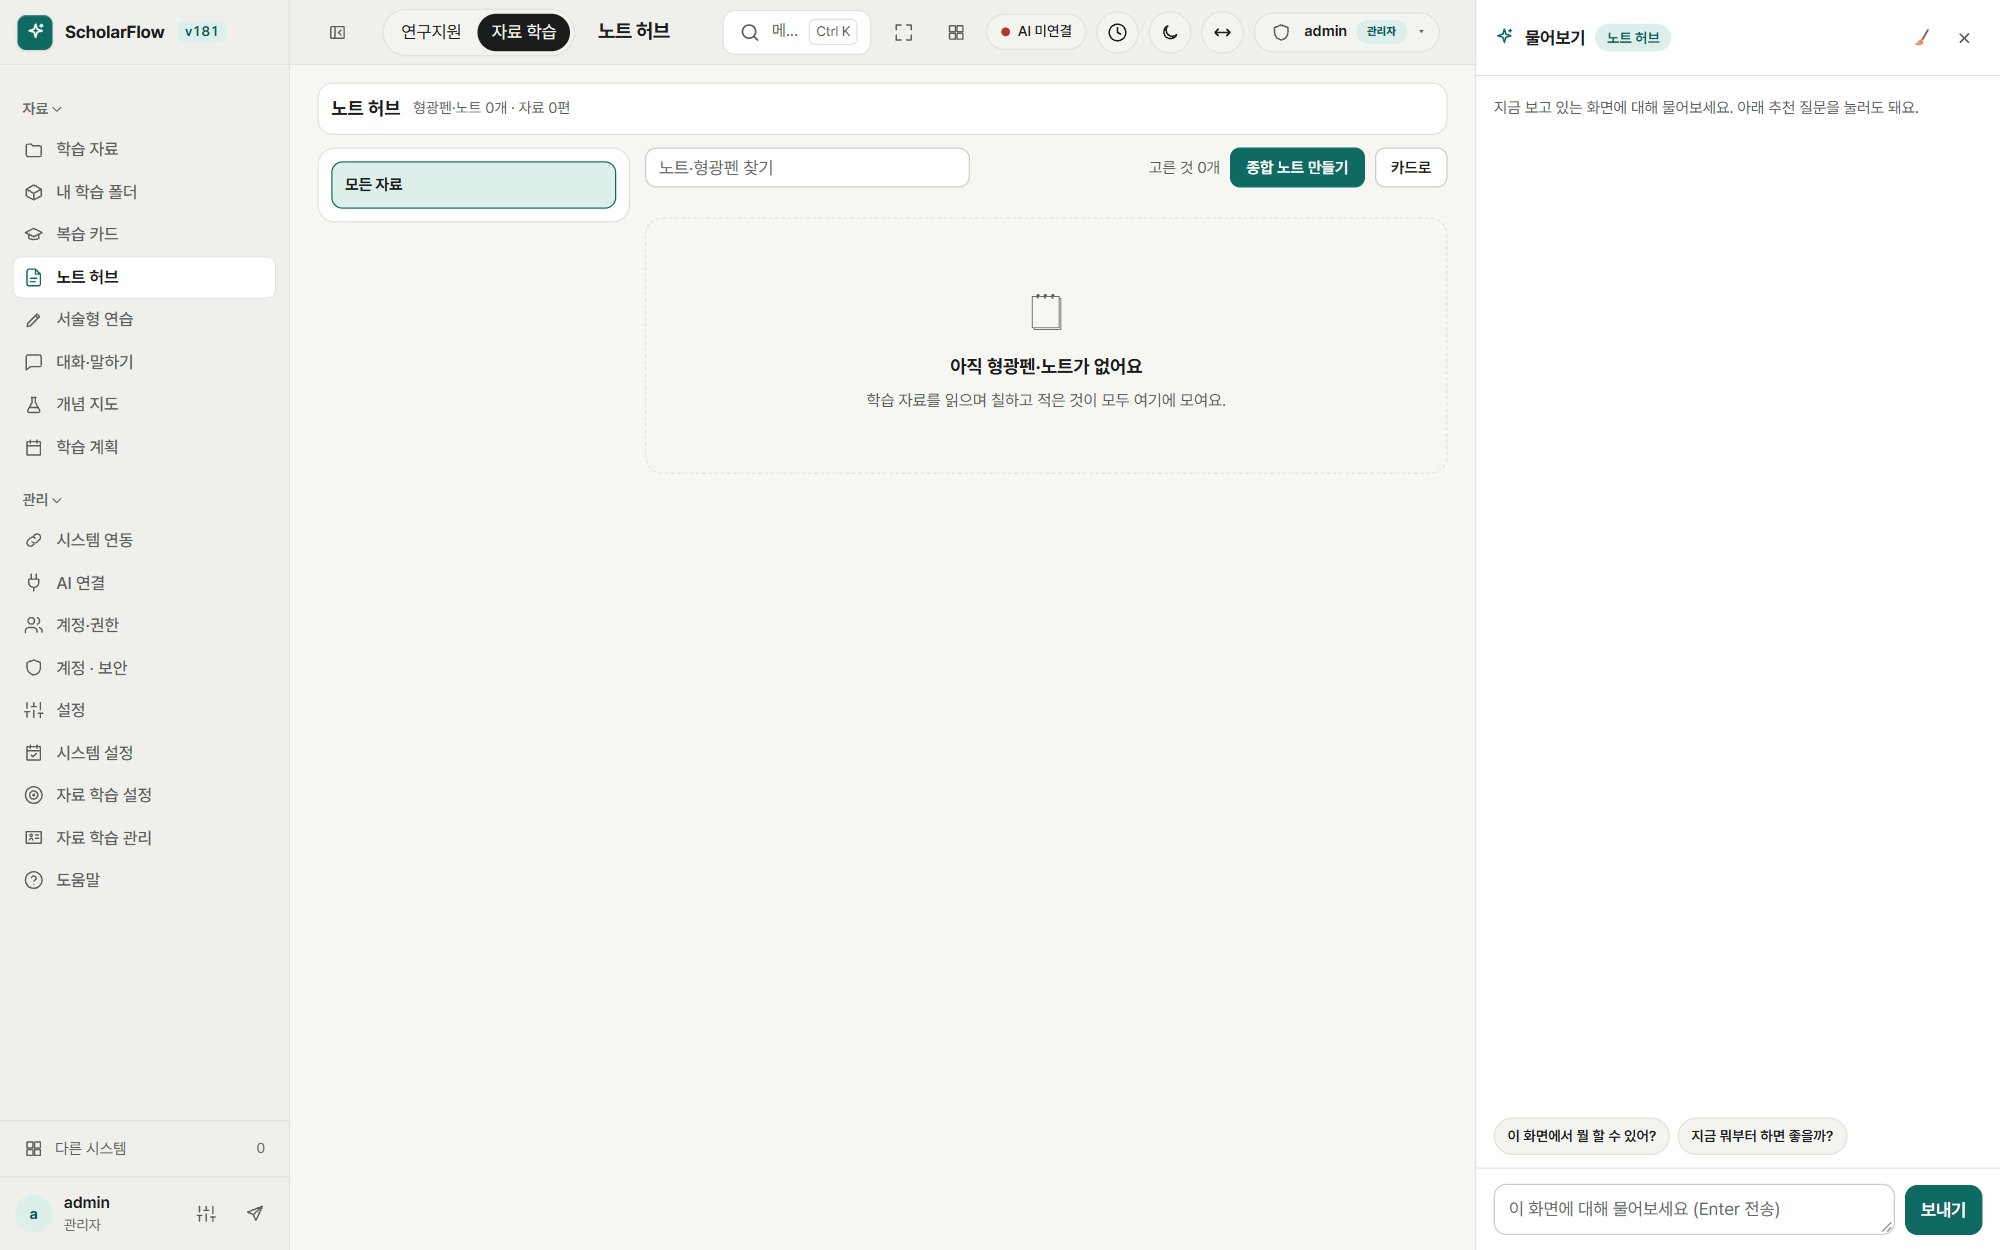 ScholarFlow v181
자료
학습 자료
내 학습 폴더
복습 카드
노트 허브
서술형 연습
대화·말하기
개념 지도
학습 계획
관리
시스템 연동
AI 연결
계정·권한
계정 · 보안
설정
시스템 설정
자료 학습 설정
자료 학습 관리
도움말
다른 시스템 0
a admin
관리자
연구지원 자료 학습 노트 허브 메... Ctrl K AI 미연결 admin 관리자
노트 허브 형광펜·노트 0개 · 자료 0편
모든 자료
노트·형광펜 찾기 고른 것 0개 종합 노트 만들기 카드로
아직 형광펜·노트가 없어요
학습 자료를 읽으며 칠하고 적은 것이 모두 여기에 모여요.
물어보기 노트 허브
지금 보고 있는 화면에 대해 물어보세요. 아래 추천 질문을 눌러도 돼요.
이 화면에서 뭘 할 수 있어? 지금 뭐부터 하면 좋을까?
이 화면에 대해 물어보세요 (Enter 전송) 보내기